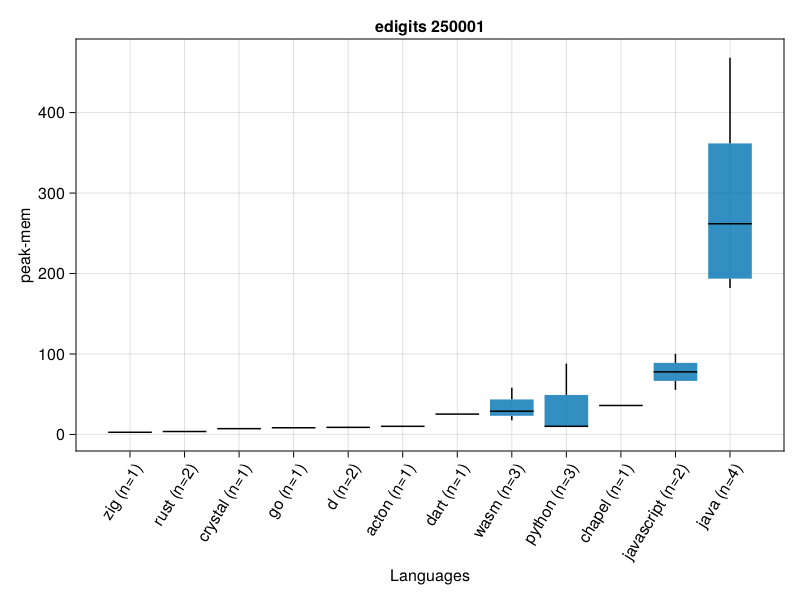 edigits 250001
peak-mem
400
300
200
100
0
zig (n=1)
rust (n=2)
crystal (n=1)
go (n=1)
d (n=2)
acton (n=1)
dart (n=1)
wasm (n=3)
python (n=3)
chapel (n=1)
javascript (n=2)
java (n=4)
Languages